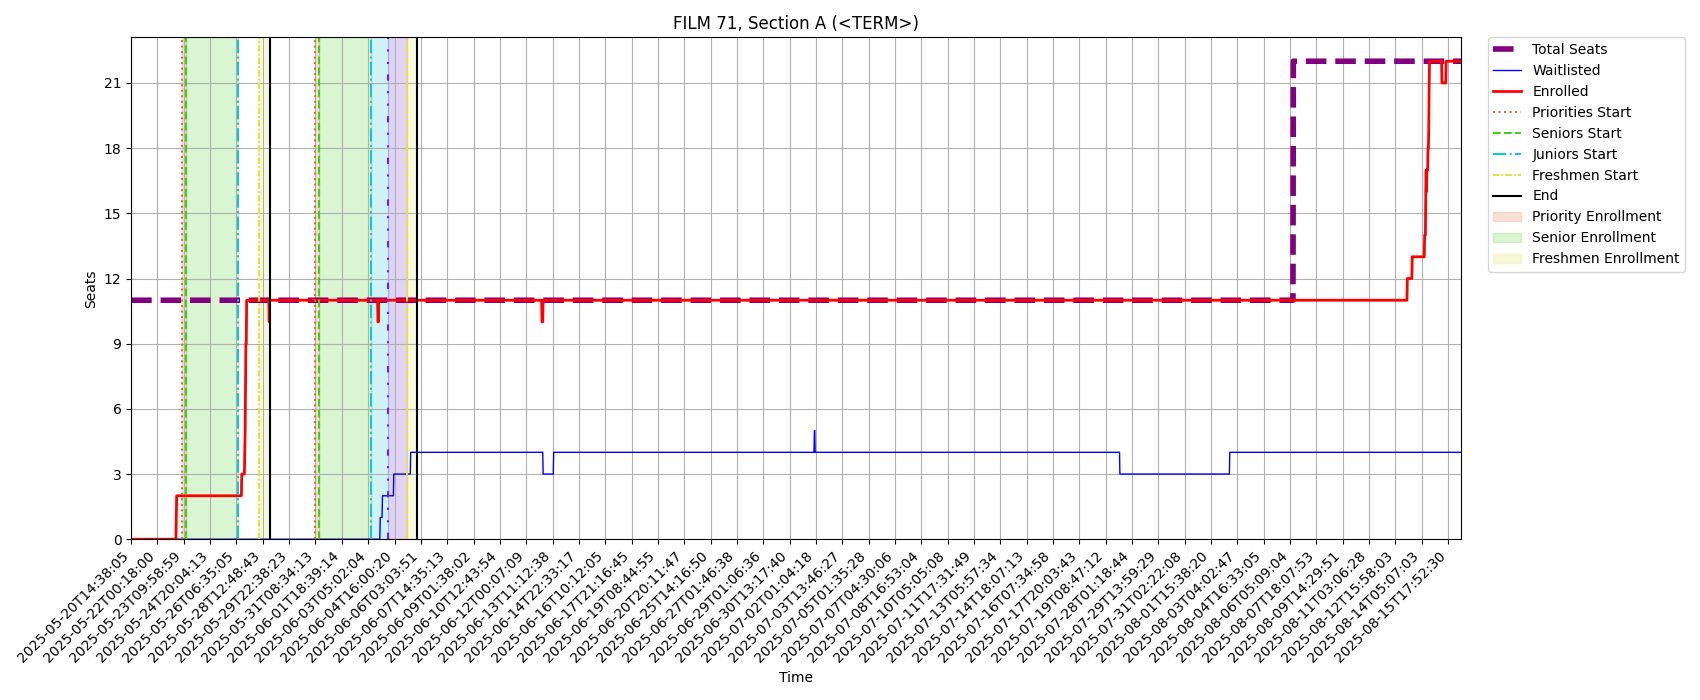 FILM 71, Section A (<TERM>)
Seats
21
18
15
12
9
6
3
0
2025-05-20T14:38:05
2025-05-22T00:18:00
2025-05-23T09:58:59
2025-05-24T20:04:13
2025-05-26T06:35:05
2025-05-28T12:48:43
2025-05-29T22:38:23
2025-05-31T08:34:13
2025-06-01T18:39:14
2025-06-03T05:02:04
2025-06-04T16:00:20
2025-06-06T03:03:51
2025-06-07T14:35:13
2025-06-09T01:38:02
2025-06-10T12:43:54
2025-06-12T00:07:09
2025-06-13T11:12:38
2025-06-14T22:33:17
2025-06-16T10:12:05
2025-06-17T21:16:45
2025-06-19T08:44:55
2025-06-20T20:11:47
2025-06-25T14:16:50
2025-06-27T01:46:38
2025-06-29T01:06:36
2025-06-30T13:17:40
2025-07-02T01:04:18
2025-07-03T13:46:27
2025-07-05T01:35:28
2025-07-07T04:30:06
2025-07-08T16:53:04
2025-07-10T05:05:08
2025-07-11T17:31:49
2025-07-13T05:57:34
2025-07-14T18:07:13
2025-07-16T07:34:58
2025-07-17T20:03:43
2025-07-19T08:47:12
2025-07-28T01:18:44
2025-07-29T13:59:29
2025-07-31T02:22:08
2025-08-01T15:38:20
2025-08-03T04:02:47
2025-08-04T16:33:05
2025-08-06T05:09:04
2025-08-07T18:07:53
2025-08-09T14:29:51
2025-08-11T03:06:28
2025-08-12T15:58:03
2025-08-14T05:07:03
2025-08-15T17:52:30
Time
Total Seats
Waitlisted
Enrolled
Priorities Start
Seniors Start
Juniors Start
Freshmen Start
End
Priority Enrollment
Senior Enrollment
Freshmen Enrollment